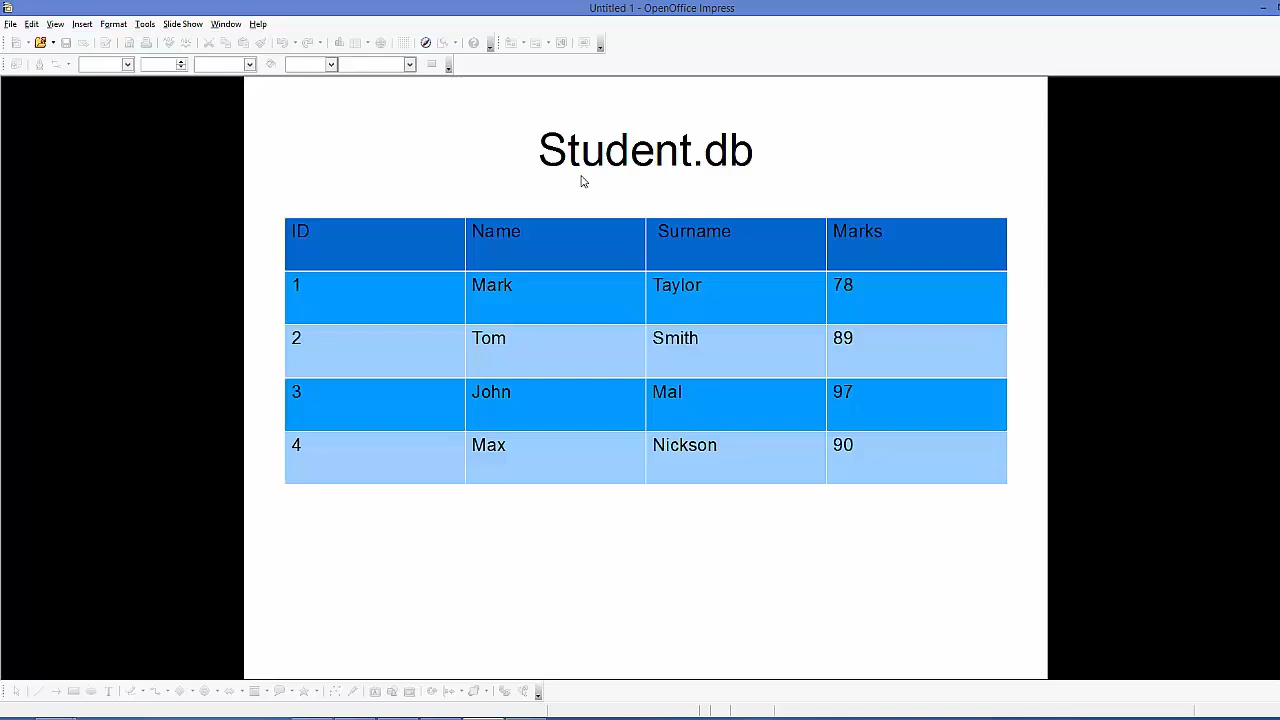 Untitled 1 - OpenOffice Impress
File Edit View Insert Format Tools Slide Show Window Help
Student.db
ID Name Surname Marks
1 Mark Taylor 78
2 Tom Smith 89
3 John Mal 97
4 Max Nickson 90